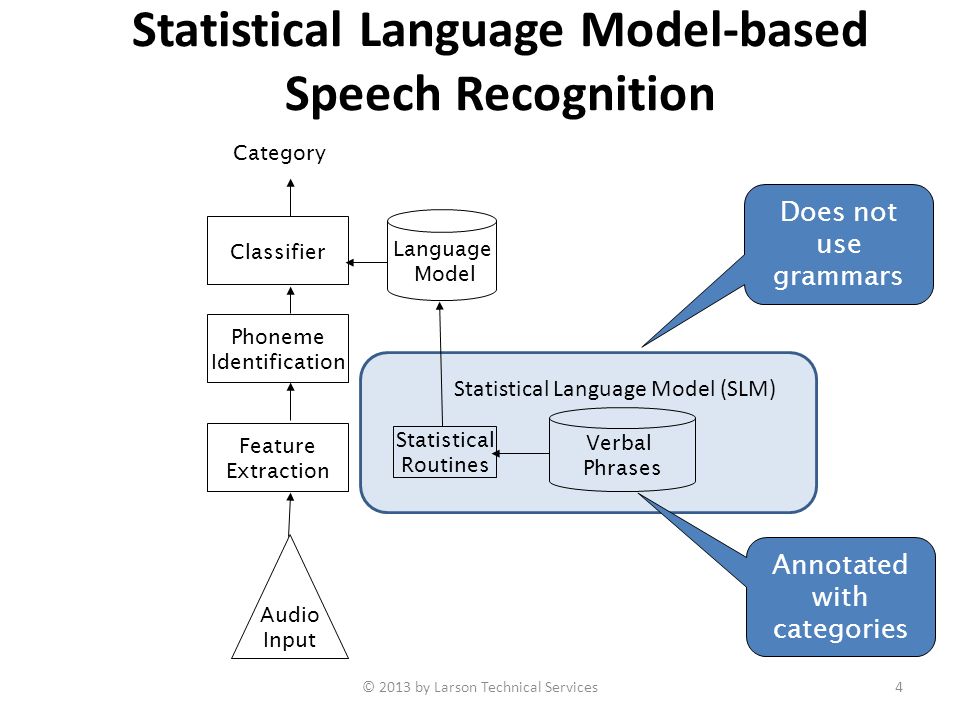 Statistical Language Model-based
Speech Recognition
Category
Classifier
Language
Model
Does not
use
grammars
Phoneme
Identification
Statistical Language Model (SLM)
Feature
Extraction
Statistical
Routines
Verbal
Phrases
Annotated
with
categories
Audio
Input
© 2013 by Larson Technical Services
4